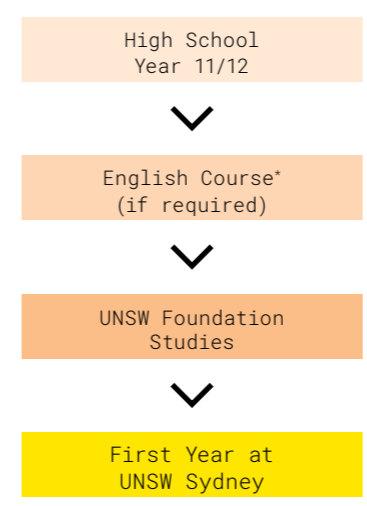 High School
Year 11/12
English Course*
(if required)
UNSW Foundation
Studies
First Year at
UNSW Sydney